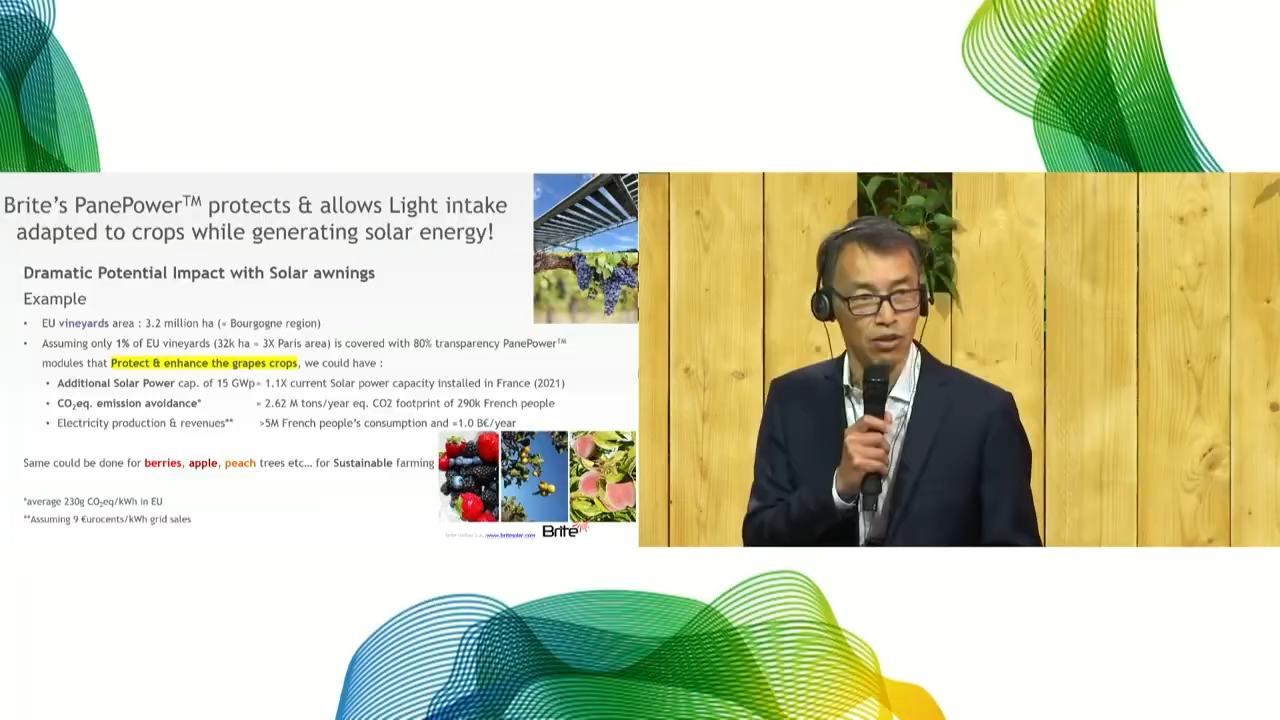 Brite's PanePower™ protects & allows Light intake
adapted to crops while generating solar energy!
Dramatic Potential Impact with Solar awnings
Example
• EU vineyards area : 3.2 million ha (≈ Bourgogne region)
• Assuming only 1% of EU vineyards (32k ha ≈ 3X Paris area) is covered with 80% transparency PanePower™
modules that Protect & enhance the grapes crops, we could have :
• Additional Solar Power cap. of 15 GWp≈ 1.1X current Solar power capacity installed in France (2021)
• CO₂eq. emission avoidance* ≈ 2.62 M tons/year eq. CO2 footprint of 290k French people
• Electricity production & revenues** >5M French people's consumption and ≈1.0 B€/year
Same could be done for berries, apple, peach trees etc… for Sustainable farming
*average 230g CO₂eq/kWh in EU
**Assuming 9 €urocents/kWh grid sales
www.britesolar.com
Brite